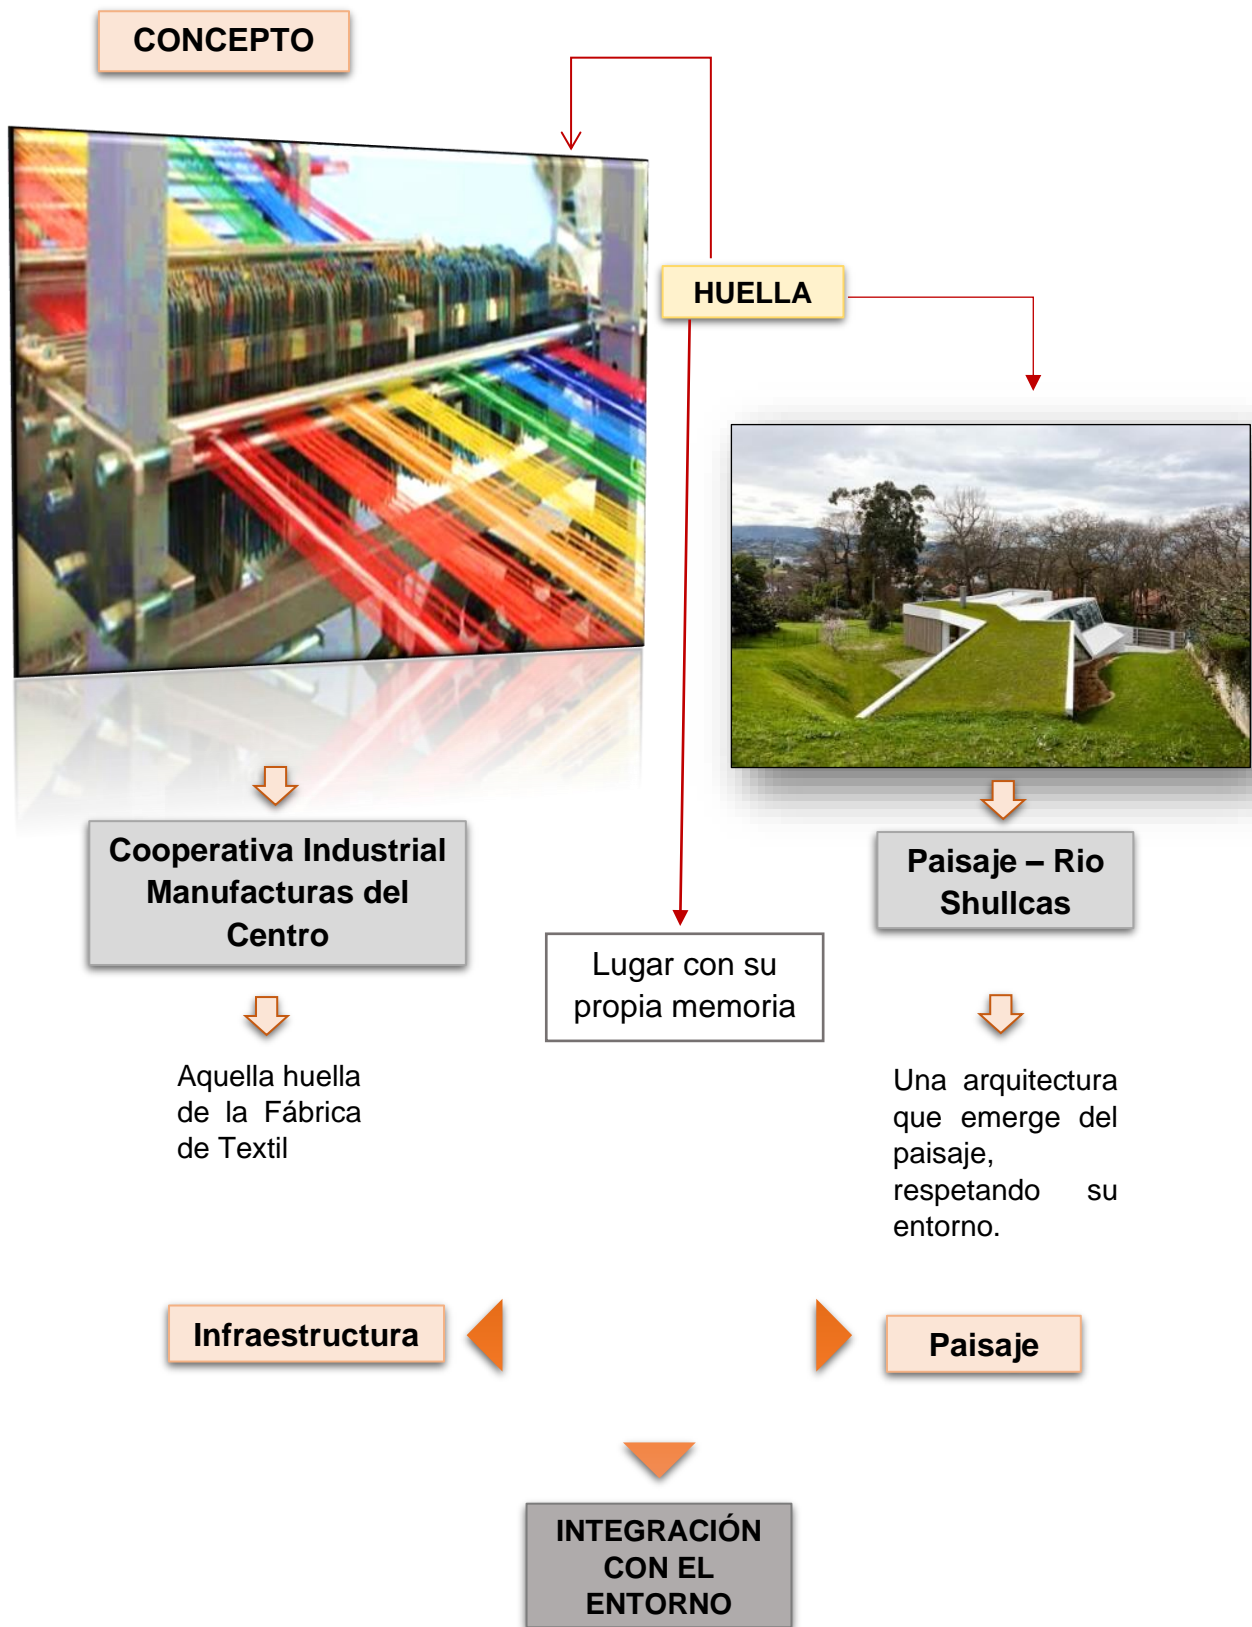 CONCEPTO
HUELLA
Cooperativa Industrial
Manufacturas del
Centro
Paisaje – Rio
Shullcas
Lugar con su
propia memoria
Aquella huella
de la Fábrica
de Textil
Una arquitectura
que emerge del
paisaje,
respetando su
entorno.
Infraestructura
Paisaje
INTEGRACIÓN
CON EL
ENTORNO